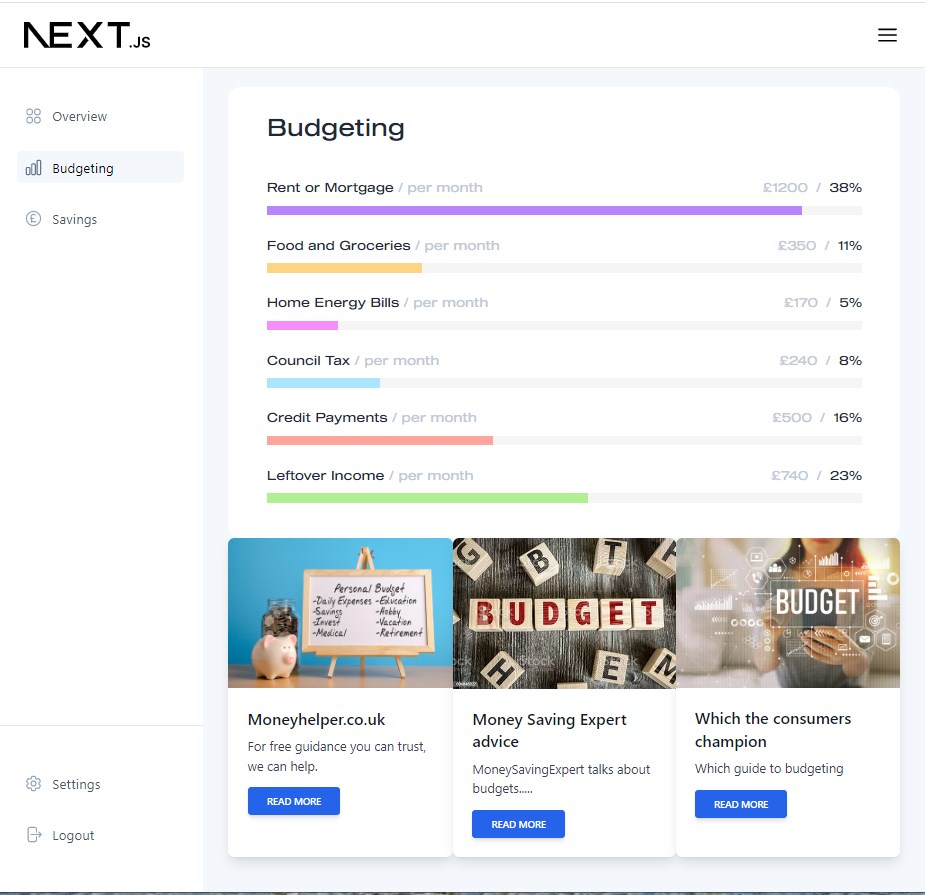 NEXT.JS
Overview
Budgeting
Savings
Settings
Logout
Budgeting
Rent or Mortgage / per month £1200 / 38%
Food and Groceries / per month £350 / 11%
Home Energy Bills / per month £170 / 5%
Council Tax / per month £240 / 8%
Credit Payments / per month £500 / 16%
Leftover Income / per month £740 / 23%
Personal Budget
-Daily Expenses -Education
-Savings -Hobby
-Invest -Vacation
-Medical -Retirement
G B T
BUDGET
H E M
iStock
BUDGET
Moneyhelper.co.uk
For free guidance you can trust,
we can help.
READ MORE
Money Saving Expert
advice
MoneySavingExpert talks about
budgets.....
READ MORE
Which the consumers
champion
Which guide to budgeting
READ MORE